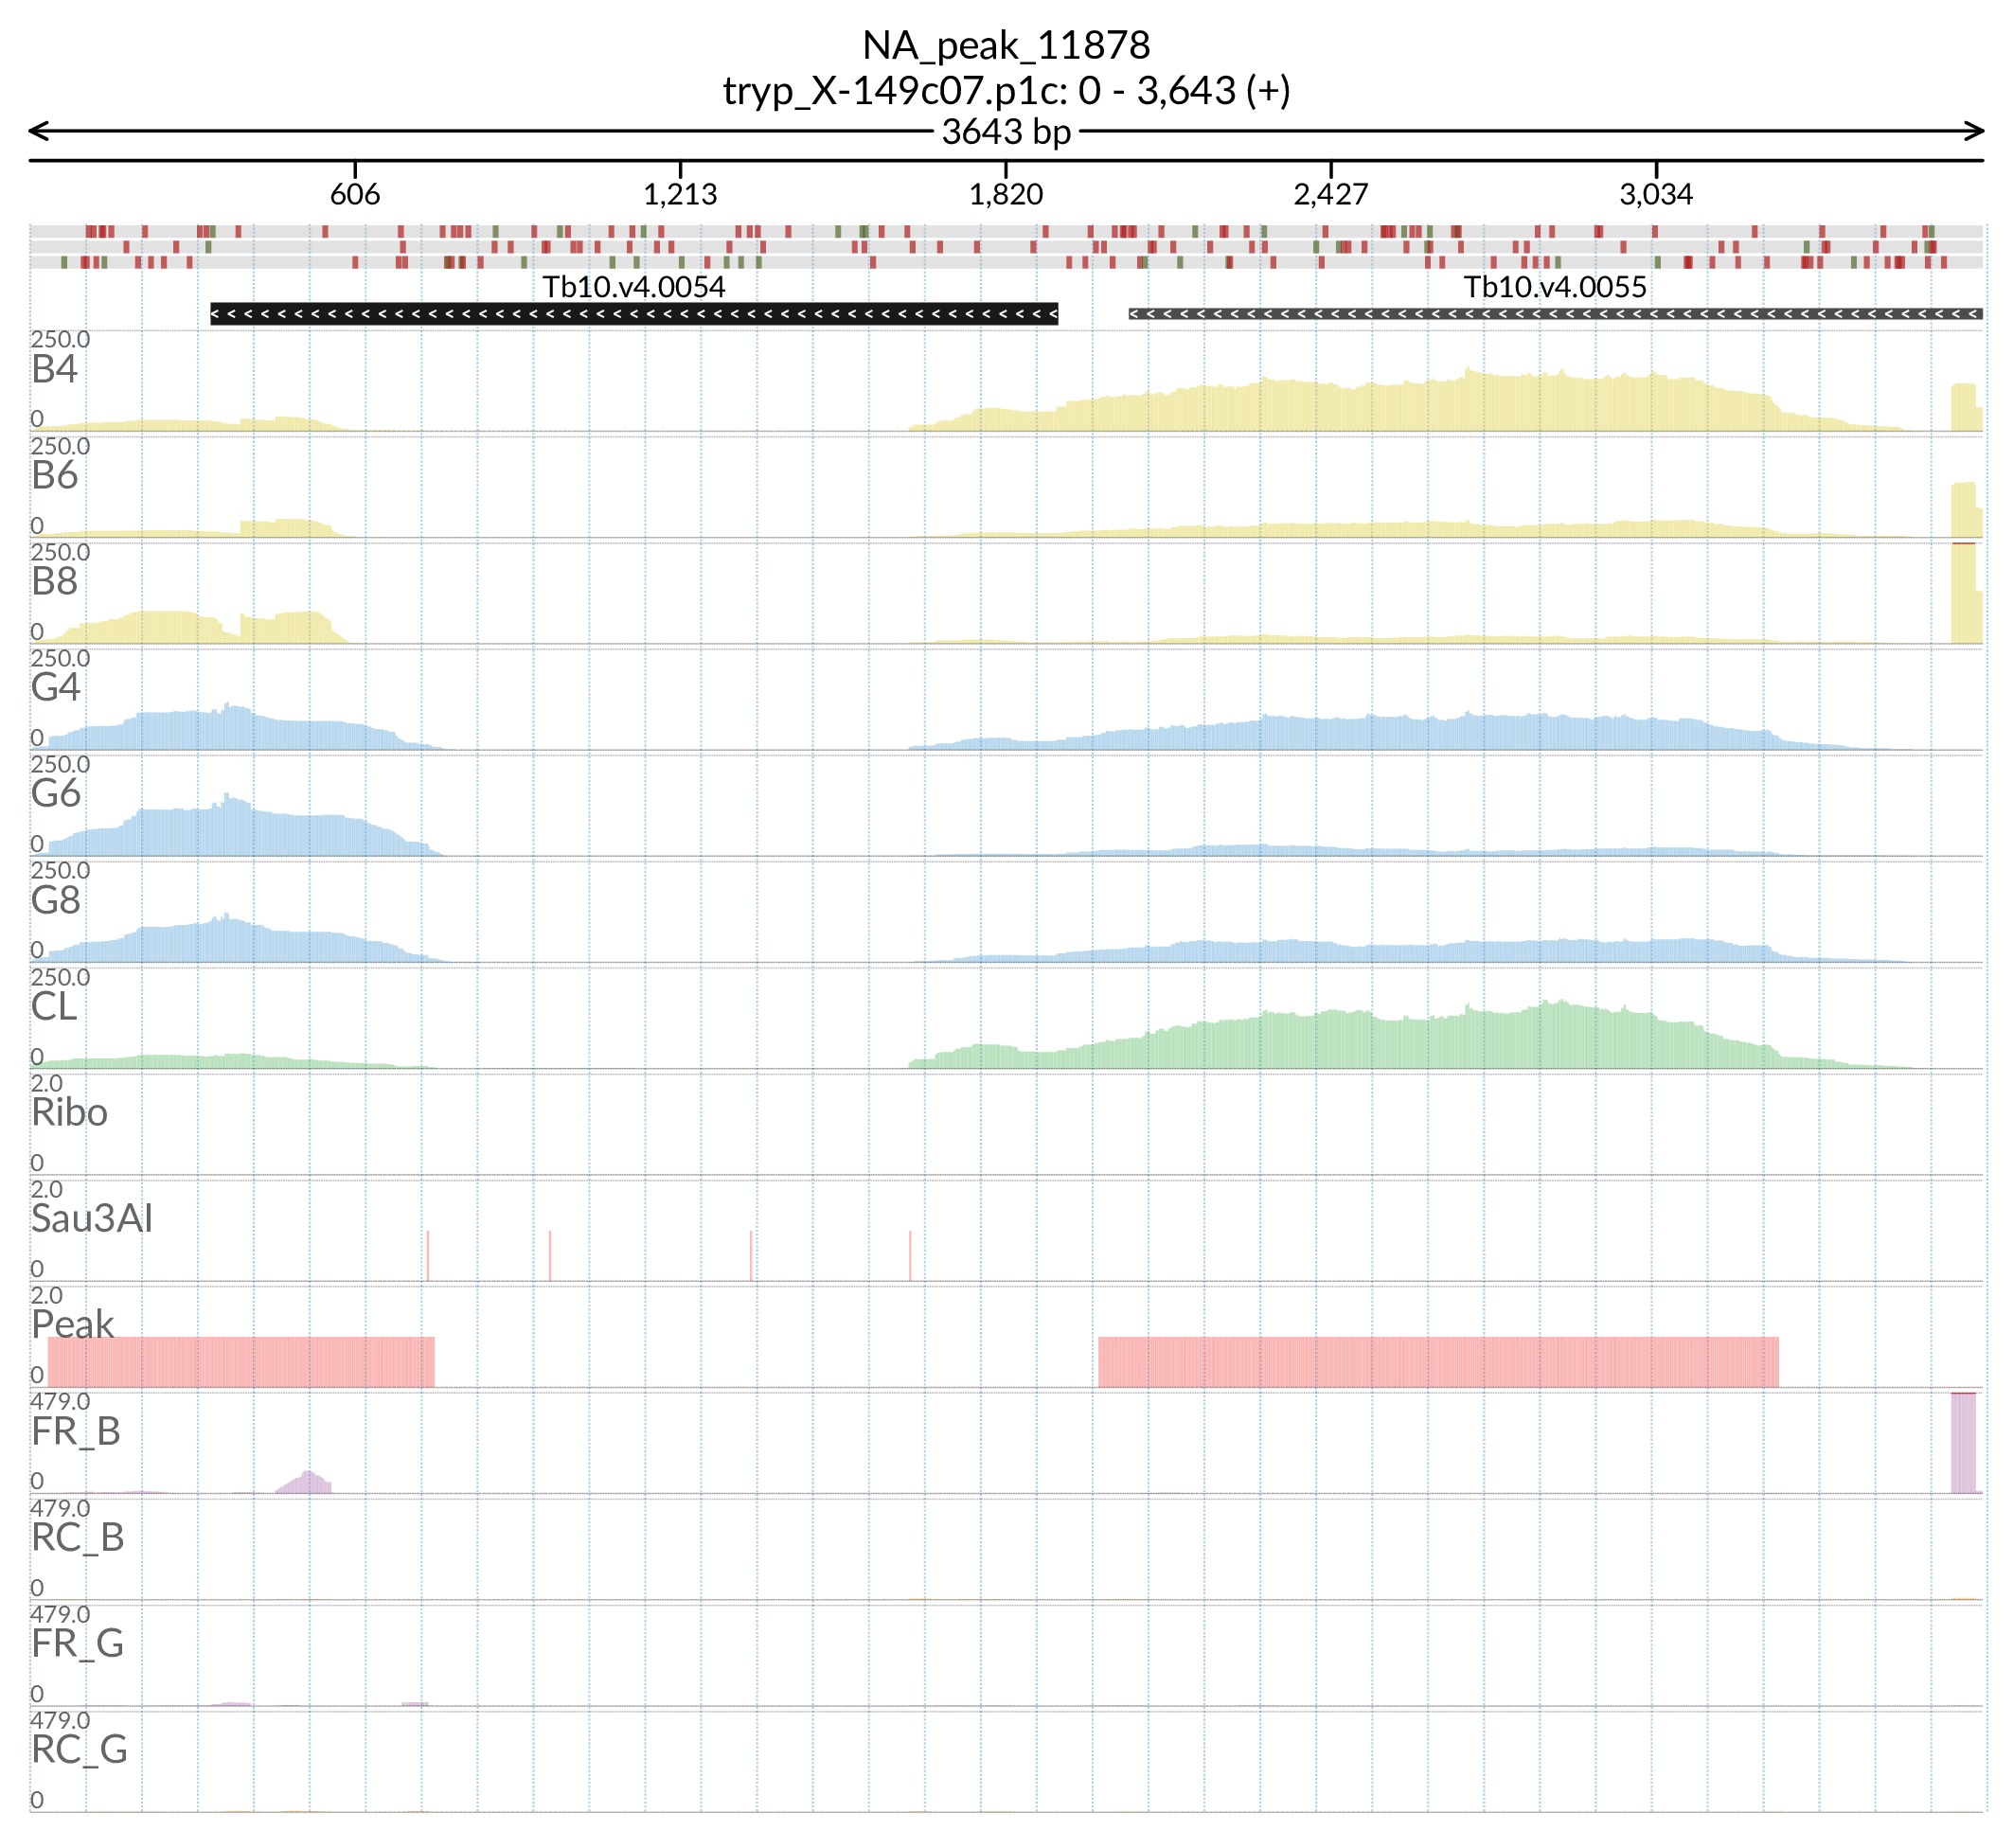 NA_peak_11878
tryp_X-149c07.p1c: 0 - 3,643 (+)
3643 bp
606 1,213 1,820 2,427 3,034
Tb10.v4.0054 Tb10.v4.0055
250.0
B4
0
250.0
B6
0
250.0
B8
0
250.0
G4
0
250.0
G6
0
250.0
G8
0
250.0
CL
0
2.0
Ribo
0
2.0
Sau3AI
0
2.0
Peak
0
479.0
FR_B
0
479.0
RC_B
0
479.0
FR_G
0
479.0
RC_G
0